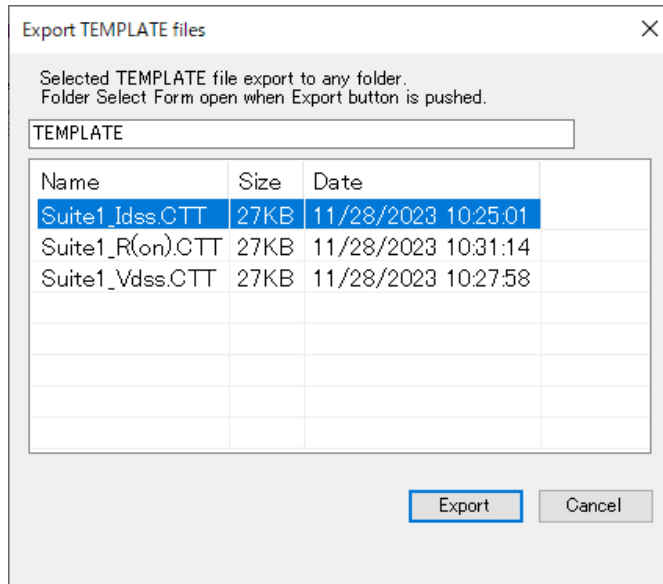 Export TEMPLATE files
Selected TEMPLATE file export to any folder.
Folder Select Form open when Export button is pushed.
TEMPLATE
Name Size Date
Suite1_Idss.CTT 27KB 11/28/2023 10:25:01
Suite1_R(on).CTT 27KB 11/28/2023 10:31:14
Suite1_Vdss.CTT 27KB 11/28/2023 10:27:58
Export Cancel